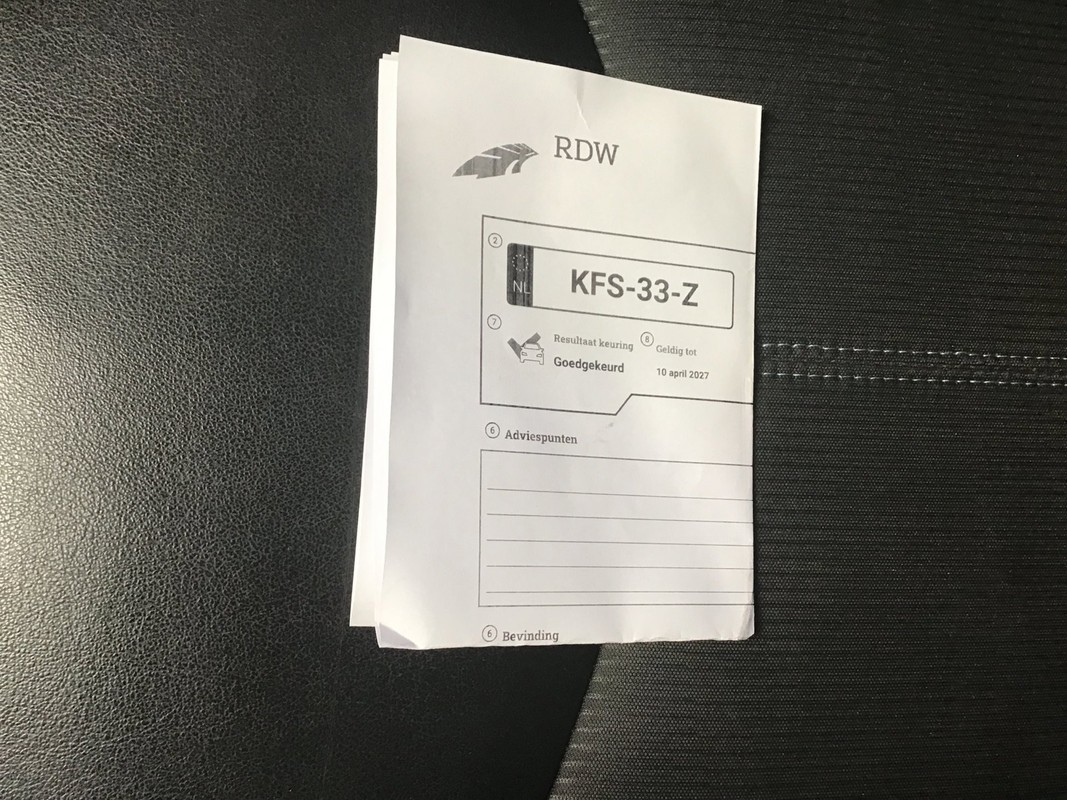 RDW
2
NL
KFS-33-Z
7
Resultaat keuring
8
Geldig tot
Goedgekeurd
10 april 2027
6 Adviespunten
6 Bevinding